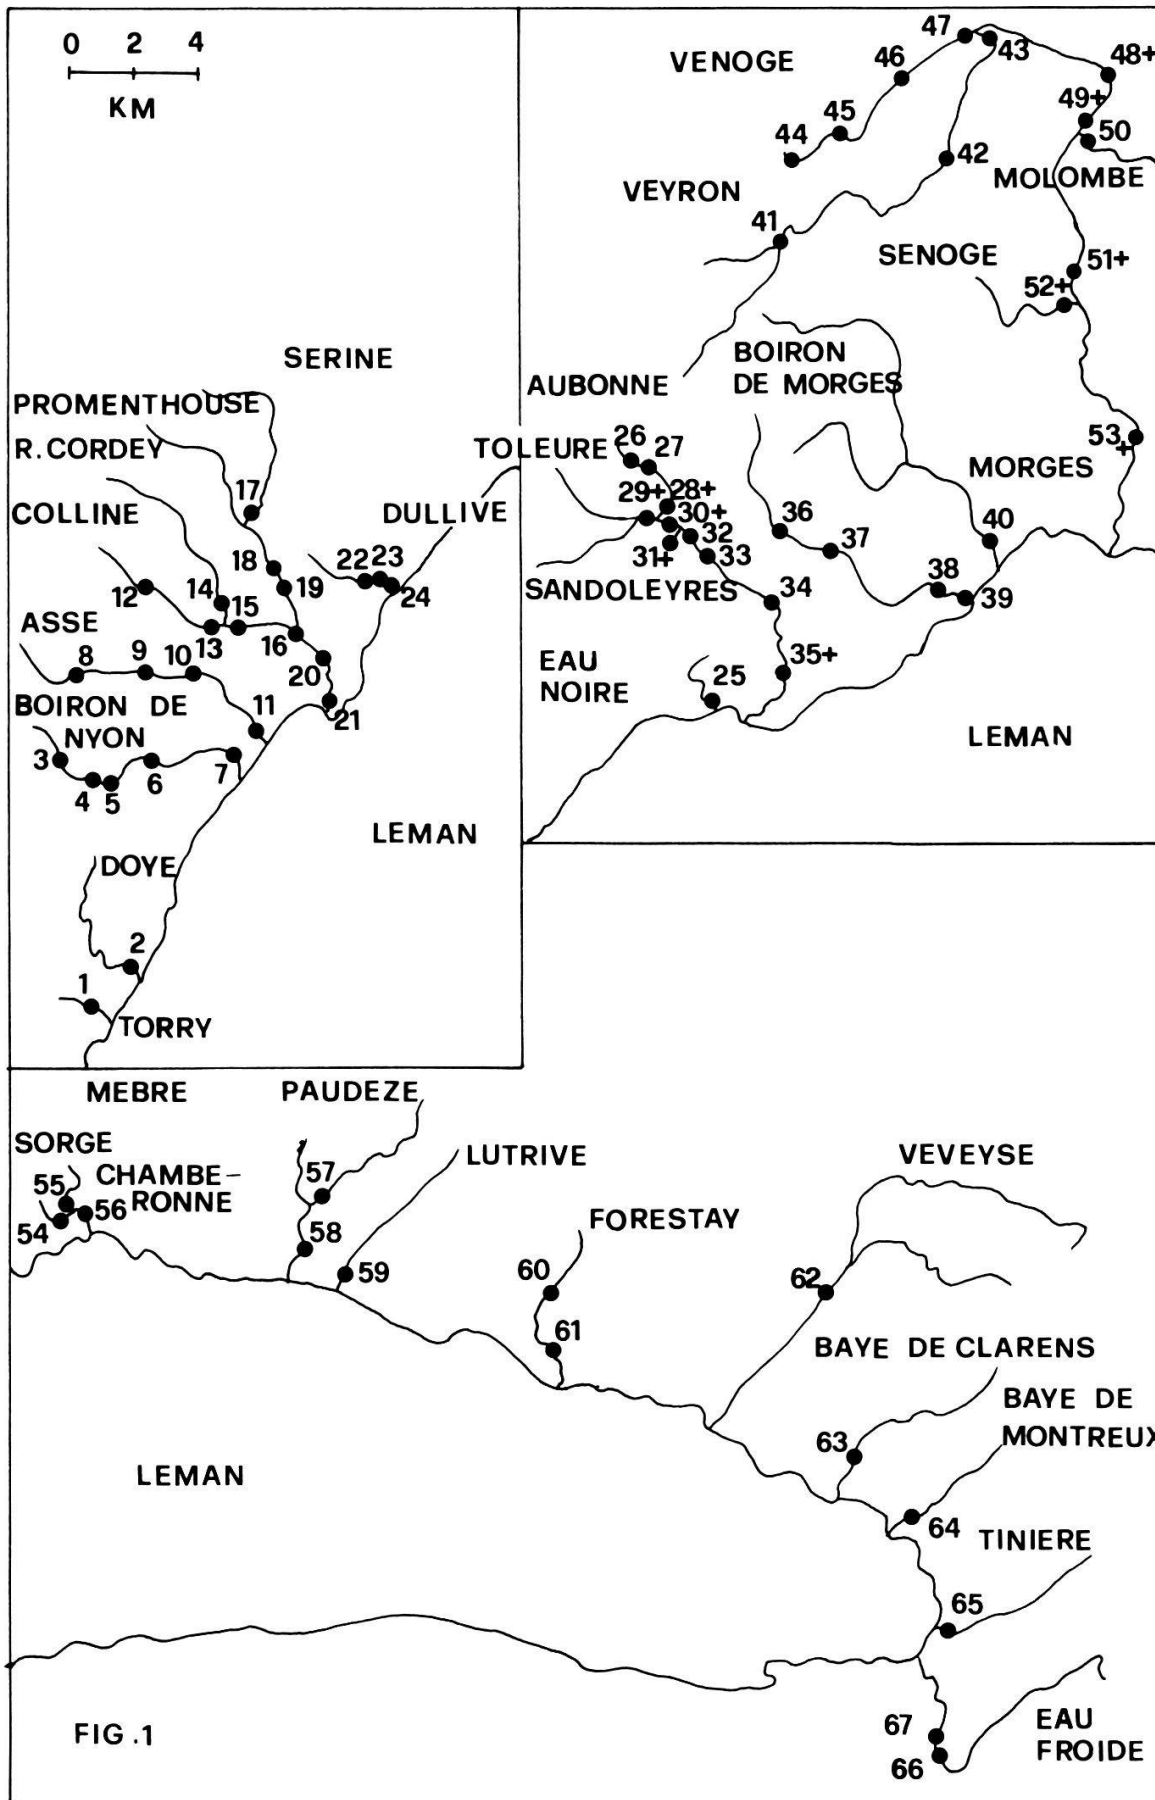 0 2 4
KM
SERINE
PROMENTHOUSE
R.CORDEY
17
COLLINE
DULLIVE
18
22
23
12
14
15
19
24
ASSE
13
16
8
9
10
20
BOIRON DE
NYON
11
21
3
6
7
4
5
LEMAN
DOYE
2
1
TORRY
47
43
VENOGE
46
48+
49+
45
50
44
42
MOLOMBE
VEYRON
41
SENOGE
51+
52+
BOIRON
DE MORGES
AUBONNE
26
27
TOLEURE
53
+
MORGES
29+
28+
30+
36
40
32
37
31+
33
SANDOLEYRES
34
38
39
EAU
NOIRE
35+
25
LEMAN
MEBRE
PAUDEZE
SORGE
CHAMBE-
RONNE
LUTRIVE
VEVEYSE
55
57
56
54
FORESTAY
58
59
60
62
61
BAYE DE CLARENS
BAYE DE
MONTREUX
63
LEMAN
64
TINIERE
65
FIG.1
67
EAU
FROIDE
66